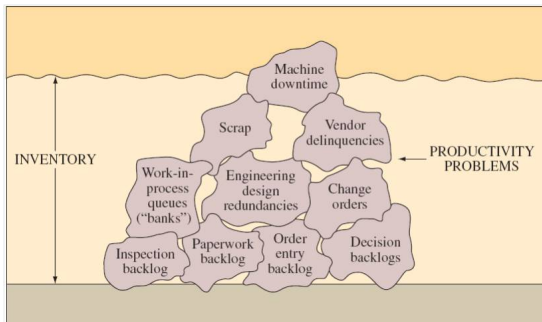 Machine
downtime
Scrap
Vendor
delinquencies
INVENTORY
PRODUCTIVITY
PROBLEMS
Work-in-
process
queues
("banks")
Engineering
design
redundancies
Change
orders
Inspection
backlog
Paperwork
backlog
Order
entry
backlog
Decision
backlogs